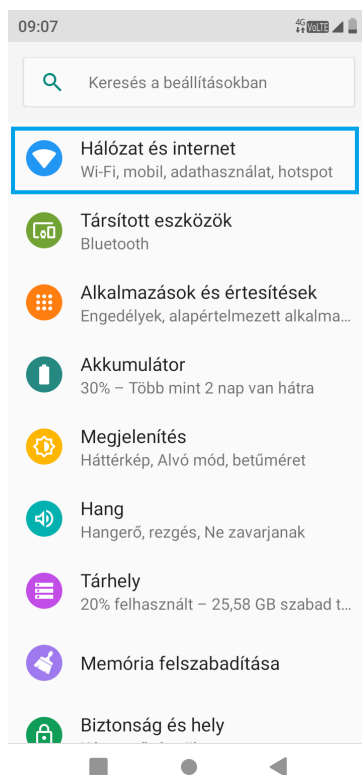 09:07
4G VoLTE
Keresés a beállításokban
Hálózat és internet
Wi-Fi, mobil, adathasználat, hotspot
Társított eszközök
Bluetooth
Alkalmazások és értesítések
Engedélyek, alapértelmezett alkalma…
Akkumulátor
30% – Több mint 2 nap van hátra
Megjelenítés
Háttérkép, Alvó mód, betűméret
Hang
Hangerő, rezgés, Ne zavarjanak
Tárhely
20% felhasznált – 25,58 GB szabad t…
Memória felszabadítása
Biztonság és hely